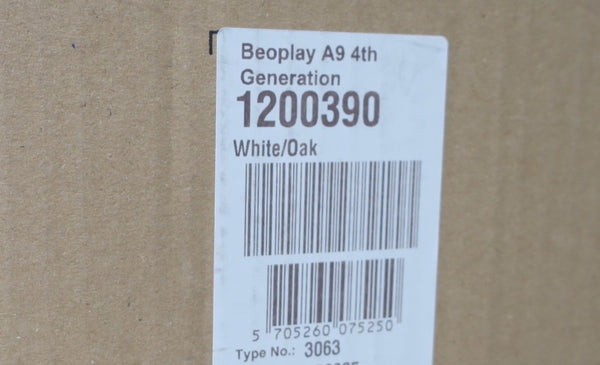 Beoplay A9 4th
Generation
1200390
White/Oak
5 705260 075250
Type No.: 3063